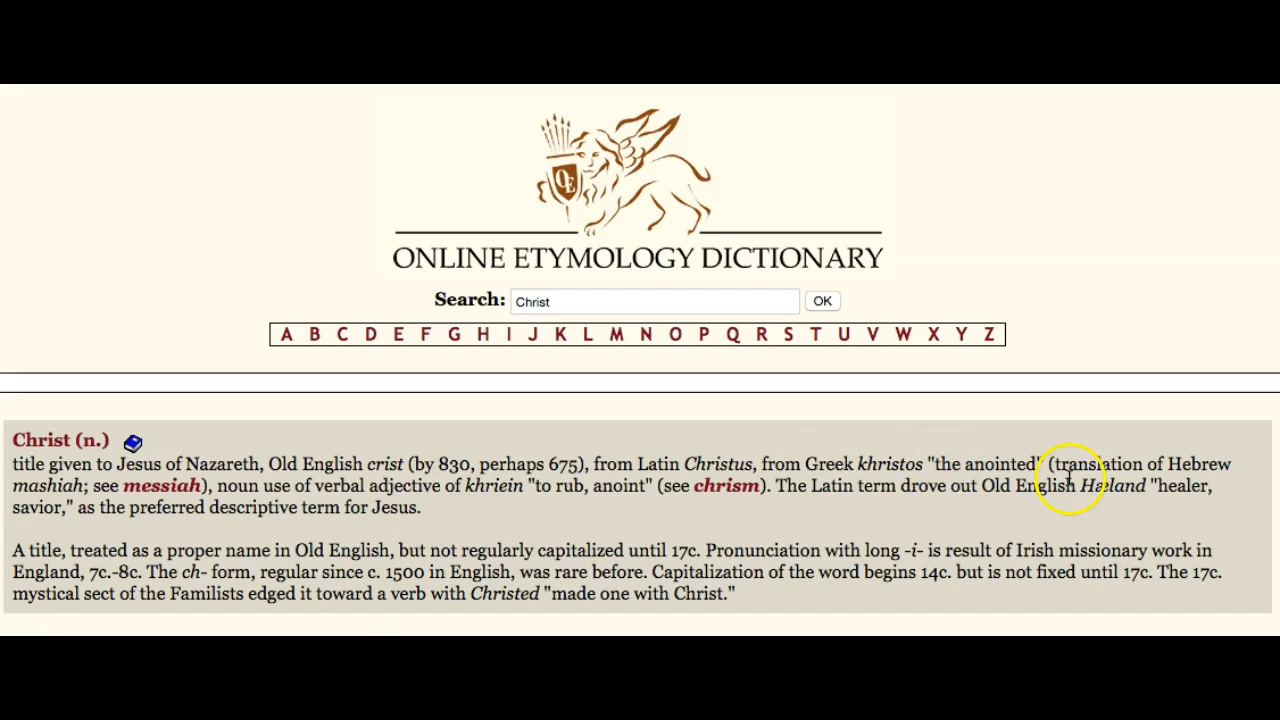 OE
ONLINE ETYMOLOGY DICTIONARY
Search: Christ OK
A B C D E F G H I J K L M N O P Q R S T U V W X Y Z
Christ (n.)
title given to Jesus of Nazareth, Old English crist (by 830, perhaps 675), from Latin Christus, from Greek khristos "the anointed" (translation of Hebrew
mashiah; see messiah), noun use of verbal adjective of khriein "to rub, anoint" (see chrism). The Latin term drove out Old English Hæland "healer,
savior," as the preferred descriptive term for Jesus.
A title, treated as a proper name in Old English, but not regularly capitalized until 17c. Pronunciation with long -i- is result of Irish missionary work in
England, 7c.-8c. The ch- form, regular since c. 1500 in English, was rare before. Capitalization of the word begins 14c. but is not fixed until 17c. The 17c.
mystical sect of the Familists edged it toward a verb with Christed "made one with Christ."